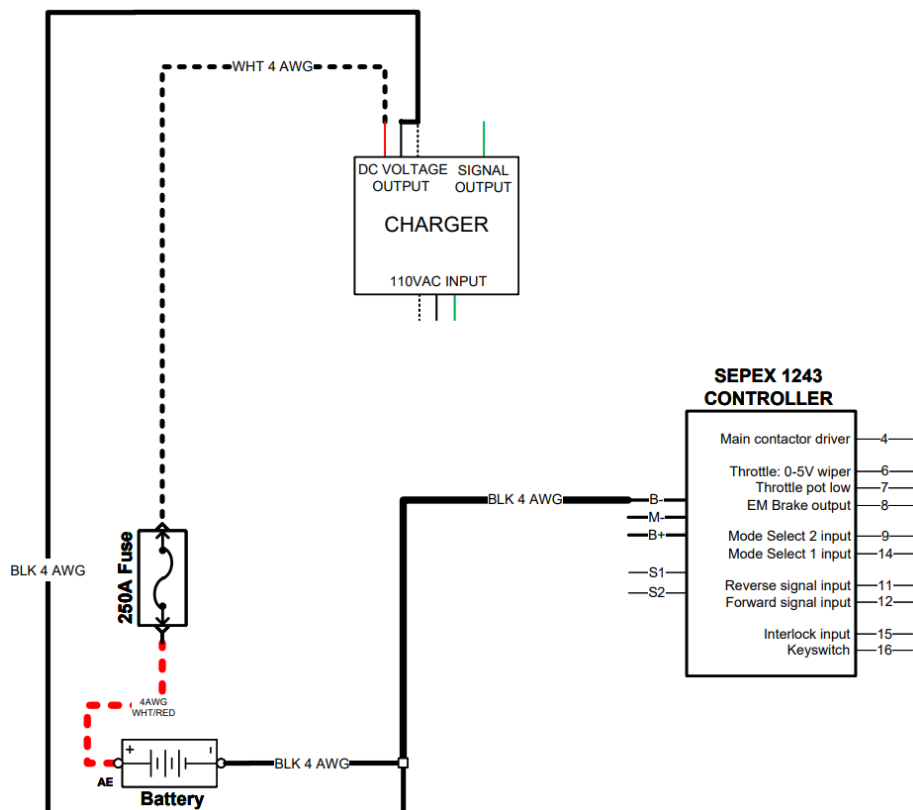 WHT 4 AWG
DC VOLTAGE
OUTPUT
SIGNAL
OUTPUT
CHARGER
110VAC INPUT
SEPEX 1243
CONTROLLER
Main contactor driver
4
Throttle: 0-5V wiper
6
Throttle pot low
7
EM Brake output
8
Mode Select 2 input
9
Mode Select 1 input
14
Reverse signal input
11
Forward signal input
12
Interlock input
15
Keyswitch
16
BLK 4 AWG
B-
M-
B+
S1
S2
250A Fuse
BLK 4 AWG
4AWG
WHT/RED
+
-
AE
BLK 4 AWG
Battery